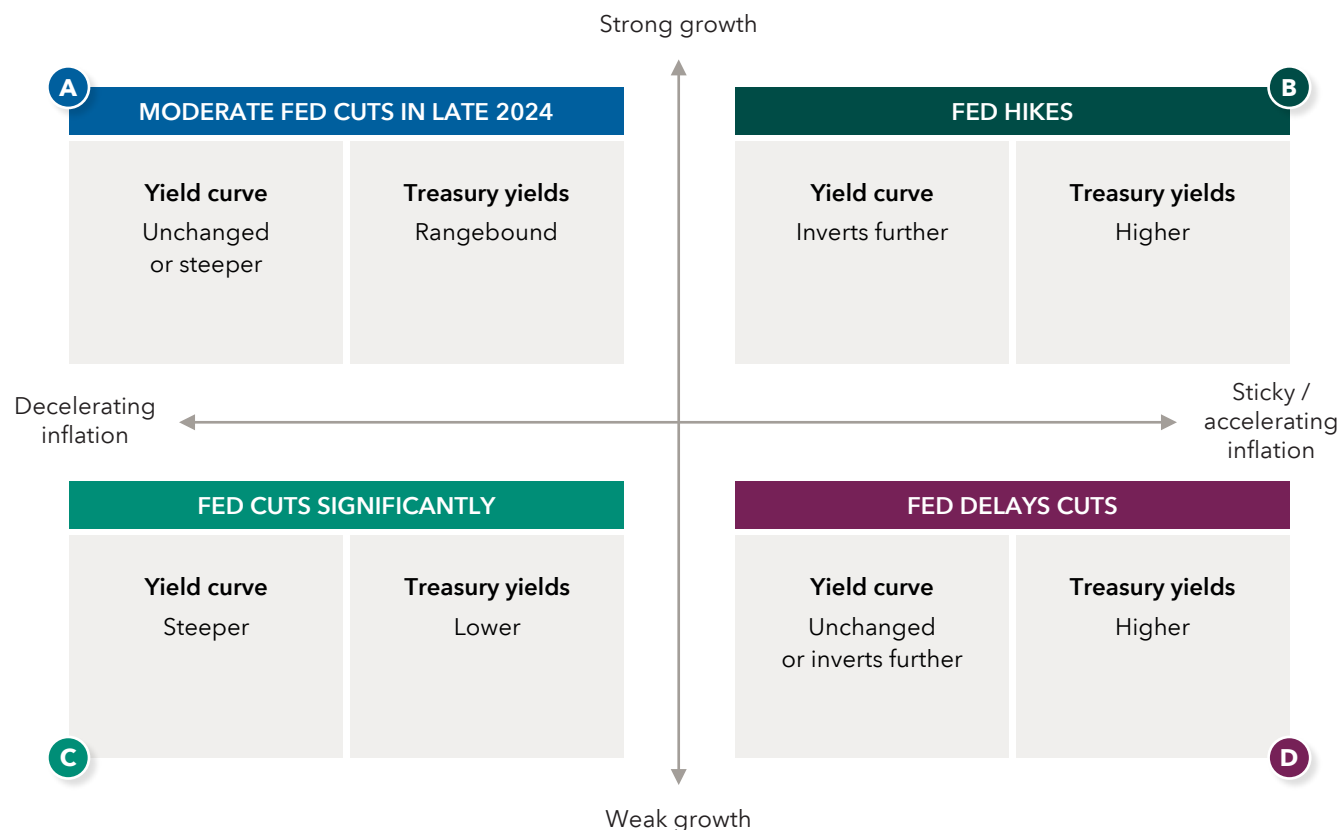 Strong growth
A
MODERATE FED CUTS IN LATE 2024
Yield curve
Unchanged
or steeper
Treasury yields
Rangebound
B
FED HIKES
Yield curve
Inverts further
Treasury yields
Higher
Decelerating
inflation
Sticky /
accelerating
inflation
FED CUTS SIGNIFICANTLY
Yield curve
Steeper
Treasury yields
Lower
C
FED DELAYS CUTS
Yield curve
Unchanged
or inverts further
Treasury yields
Higher
D
Weak growth